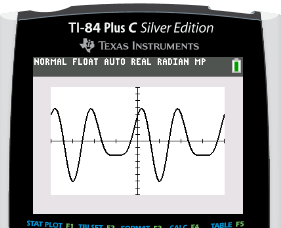 TI-84 Plus C Silver Edition
TEXAS INSTRUMENTS
NORMAL FLOAT AUTO REAL RADIAN MP
STAT PLOT F1 TBLSET F2 FORMAT F3 CALC F4 TABLE F5